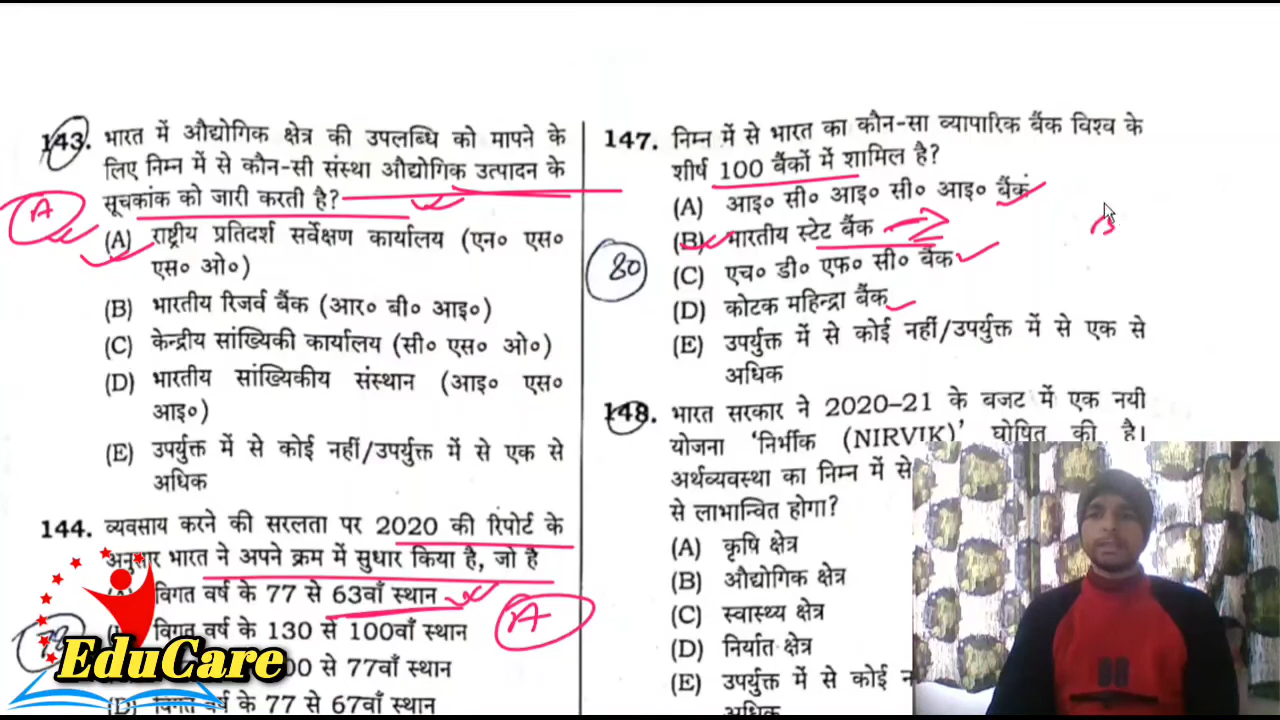 143. भारत में औद्योगिक क्षेत्र की उपलब्धि को मापने के
लिए निम्न में से कौन-सी संस्था औद्योगिक उत्पादन के
सूचकांक को जारी करती है?
A
(A) राष्ट्रीय प्रतिदर्श सर्वेक्षण कार्यालय (एन० एस०
एस० ओ०)
(B) भारतीय रिजर्व बैंक (आर० बी० आइ०)
(C) केन्द्रीय सांख्यिकी कार्यालय (सी० एस० ओ०)
(D) भारतीय सांख्यिकीय संस्थान (आइ० एस०
आइ०)
(E) उपर्युक्त में से कोई नहीं/उपर्युक्त में से एक से
अधिक
144. व्यवसाय करने की सरलता पर 2020 की रिपोर्ट के
अनुसार भारत ने अपने क्रम में सुधार किया है, जो है
(A) विगत वर्ष के 77 से 63वाँ स्थान
A
विगत वर्ष के 130 से 100वाँ स्थान
00 से 77वाँ स्थान
(D) विगत वर्ष के 77 से 67वाँ स्थान
EduCare
147. निम्न में से भारत का कौन-सा व्यापारिक बैंक विश्व के
शीर्ष 100 बैंकों में शामिल है?
(A) आइ० सी० आइ० सी० आइ० बैंक
(B) भारतीय स्टेट बैंक
80
(C) एच० डी० एफ० सी० बैंक
(D) कोटक महिन्द्रा बैंक
(E) उपर्युक्त में से कोई नहीं/उपर्युक्त में से एक से
अधिक
148. भारत सरकार ने 2020–21 के बजट में एक नयी
योजना 'निर्भीक (NIRVIK)' घोषित की है।
अर्थव्यवस्था का निम्न में से
से लाभान्वित होगा?
(A) कृषि क्षेत्र
(B) औद्योगिक क्षेत्र
(C) स्वास्थ्य क्षेत्र
(D) निर्यात क्षेत्र
(E) उपर्युक्त में से कोई
अधिक